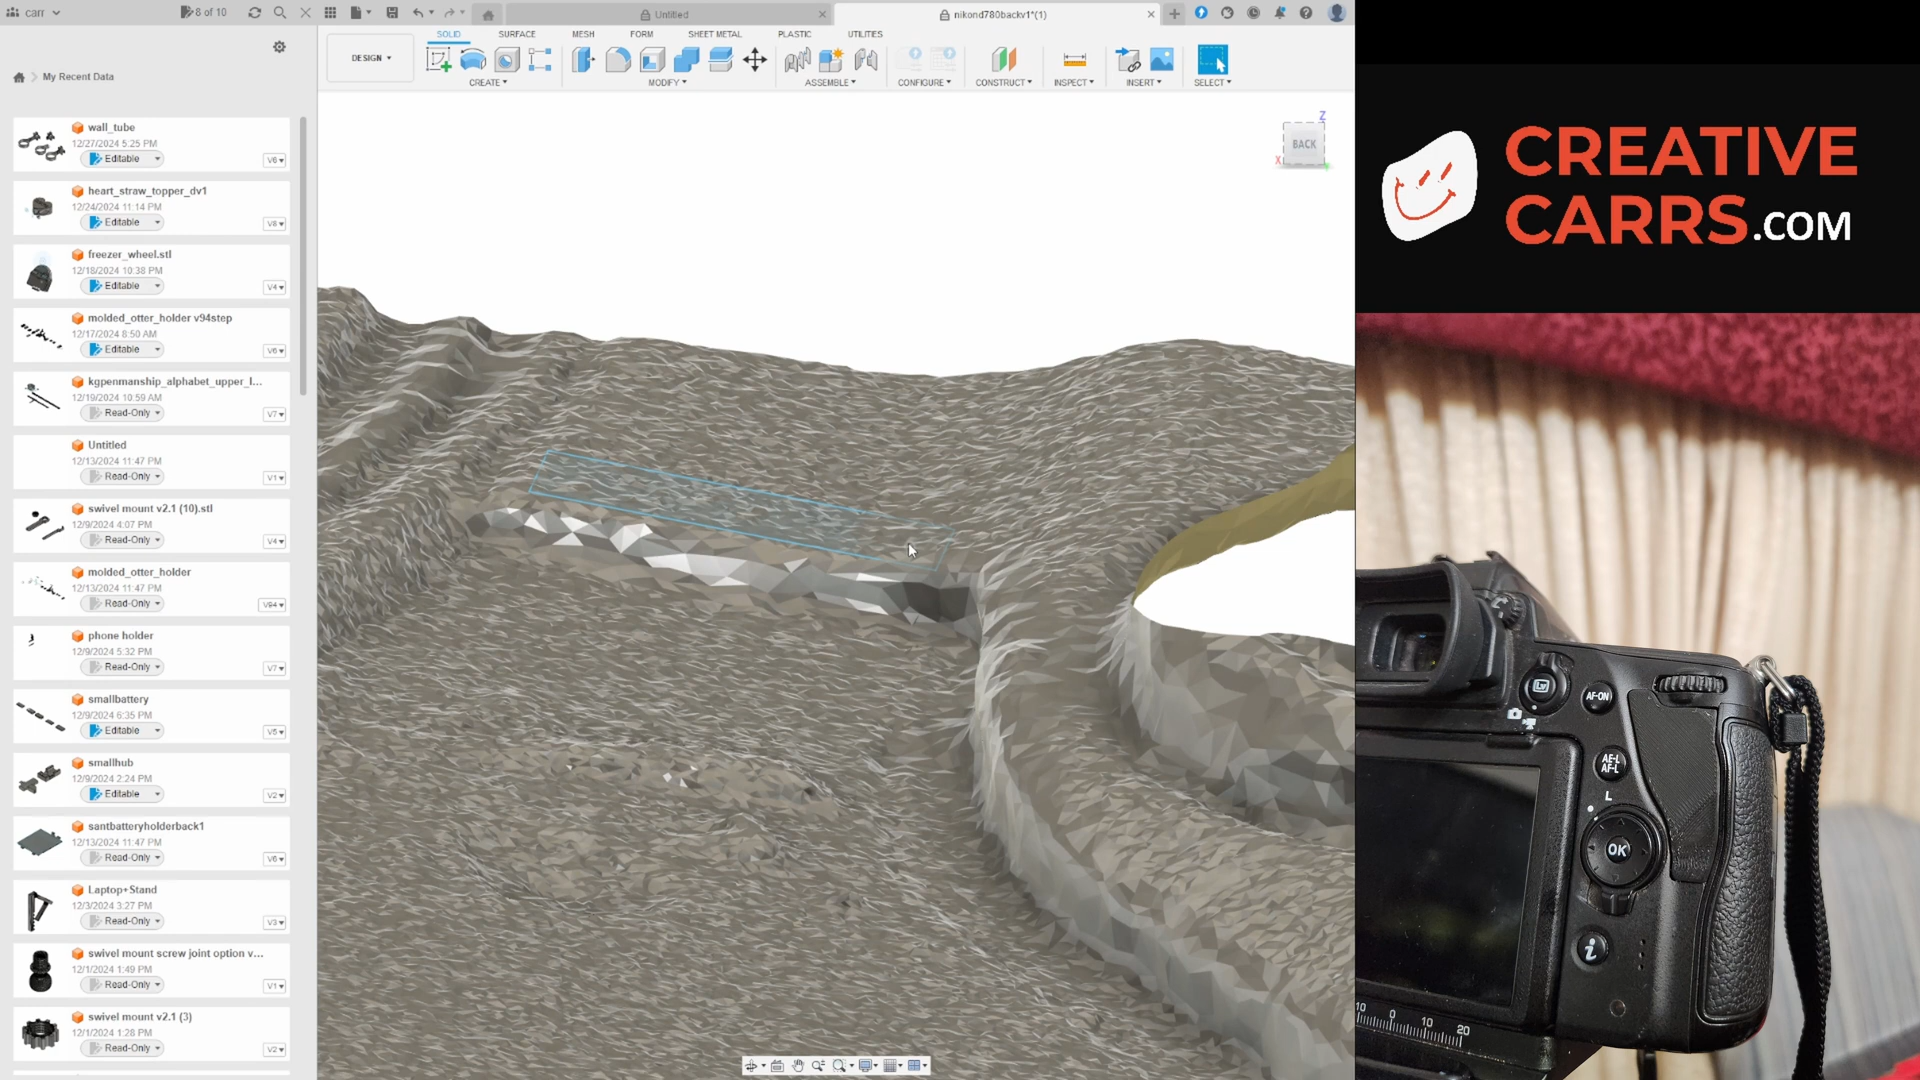 carr
8 of 10
Untitled
nikond780backv1*(1)
SOLID
SURFACE
MESH
FORM
SHEET METAL
PLASTIC
UTILITIES
DESIGN
CREATE
MODIFY
ASSEMBLE
CONFIGURE
CONSTRUCT
INSPECT
INSERT
SELECT
My Recent Data
wall_tube
12/27/2024 5:25 PM
Editable
V6
heart_straw_topper_dv1
12/24/2024 11:14 PM
Editable
V8
freezer_wheel.stl
12/18/2024 10:38 PM
Editable
V4
molded_otter_holder v94step
12/17/2024 8:50 AM
Editable
V6
kgpenmanship_alphabet_upper_l...
12/19/2024 10:59 AM
Read-Only
V7
Untitled
12/13/2024 11:47 PM
Read-Only
V1
swivel mount v2.1 (10).stl
12/9/2024 4:07 PM
Read-Only
V4
molded_otter_holder
12/13/2024 11:47 PM
Read-Only
V94
phone holder
12/9/2024 5:32 PM
Read-Only
V7
smallbattery
12/9/2024 6:35 PM
Editable
V5
smallhub
12/9/2024 2:24 PM
Editable
V2
santbatteryholderback1
12/13/2024 11:47 PM
Read-Only
V6
Laptop+Stand
12/3/2024 3:27 PM
Read-Only
V3
swivel mount screw joint option v...
12/1/2024 1:49 PM
Read-Only
V1
swivel mount v2.1 (3)
12/1/2024 1:28 PM
Read-Only
V2
Z
BACK
X
CREATIVE
CARRS.COM
Lv
AF-ON
AE-L
AF-L
L
OK
i
10 0 10 20